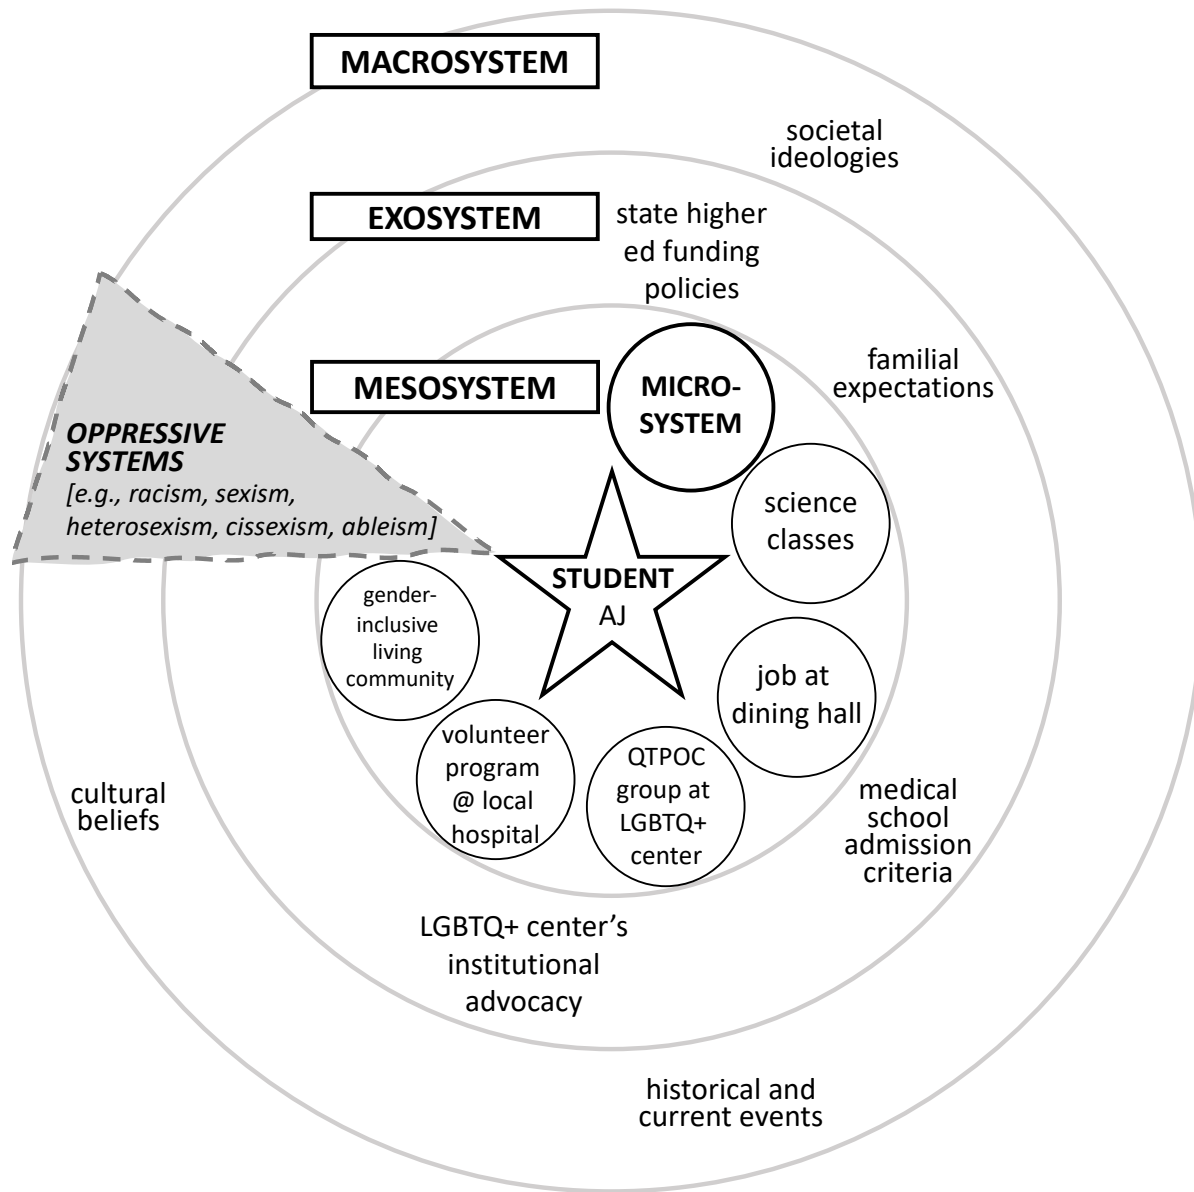 MACROSYSTEM
societal
ideologies
EXOSYSTEM
state higher
ed funding
policies
familial
expectations
MESOSYSTEM
MICRO-
SYSTEM
OPPRESSIVE
SYSTEMS
[e.g., racism, sexism,
heterosexism, cissexism, ableism]
science
classes
STUDENT
AJ
gender-
inclusive
living
community
job at
dining hall
volunteer
program
@ local
hospital
QTPOC
group at
LGBTQ+
center
cultural
beliefs
medical
school
admission
criteria
LGBTQ+ center’s
institutional
advocacy
historical and
current events